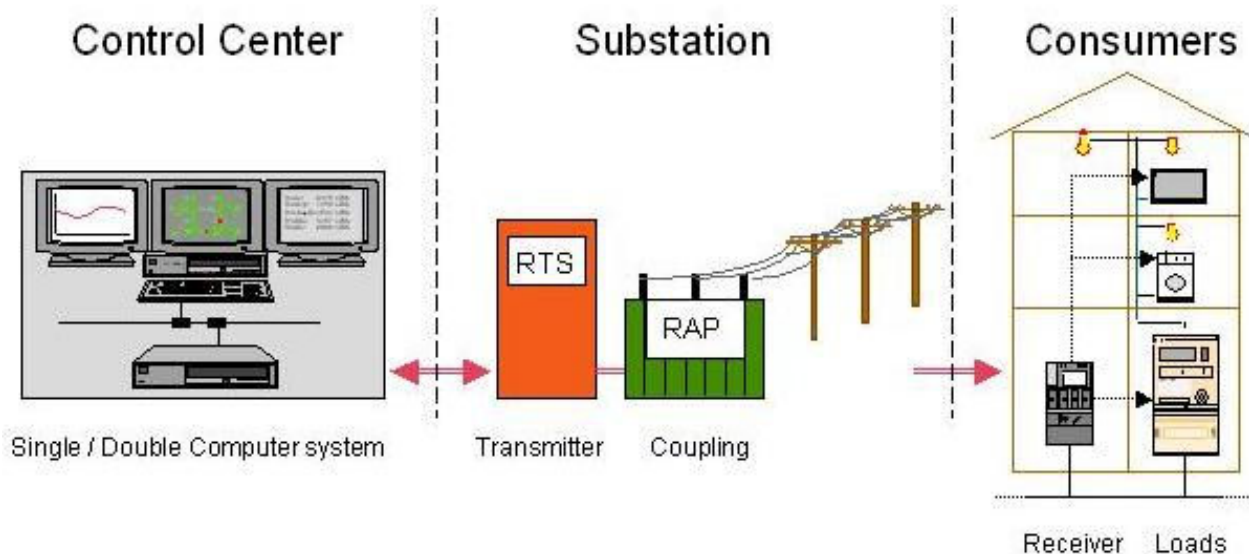 Control Center
Substation
Consumers
RTS
RAP
Single / Double Computer system
Transmitter
Coupling
Receiver
Loads